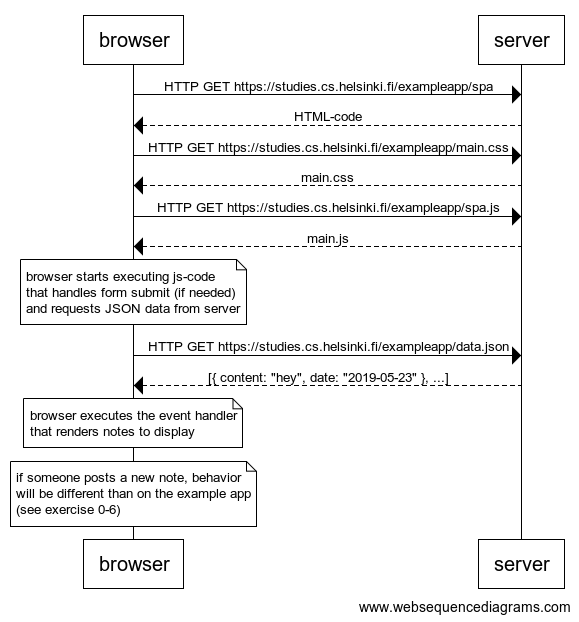 browser
server
HTTP GET https://studies.cs.helsinki.fi/exampleapp/spa
HTML-code
HTTP GET https://studies.cs.helsinki.fi/exampleapp/main.css
main.css
HTTP GET https://studies.cs.helsinki.fi/exampleapp/spa.js
main.js
browser starts executing js-code
that handles form submit (if needed)
and requests JSON data from server
HTTP GET https://studies.cs.helsinki.fi/exampleapp/data.json
[{ content: "hey", date: "2019-05-23" }, ...]
browser executes the event handler
that renders notes to display
if someone posts a new note, behavior
will be different than on the example app
(see exercise 0-6)
browser
server
www.websequencediagrams.com